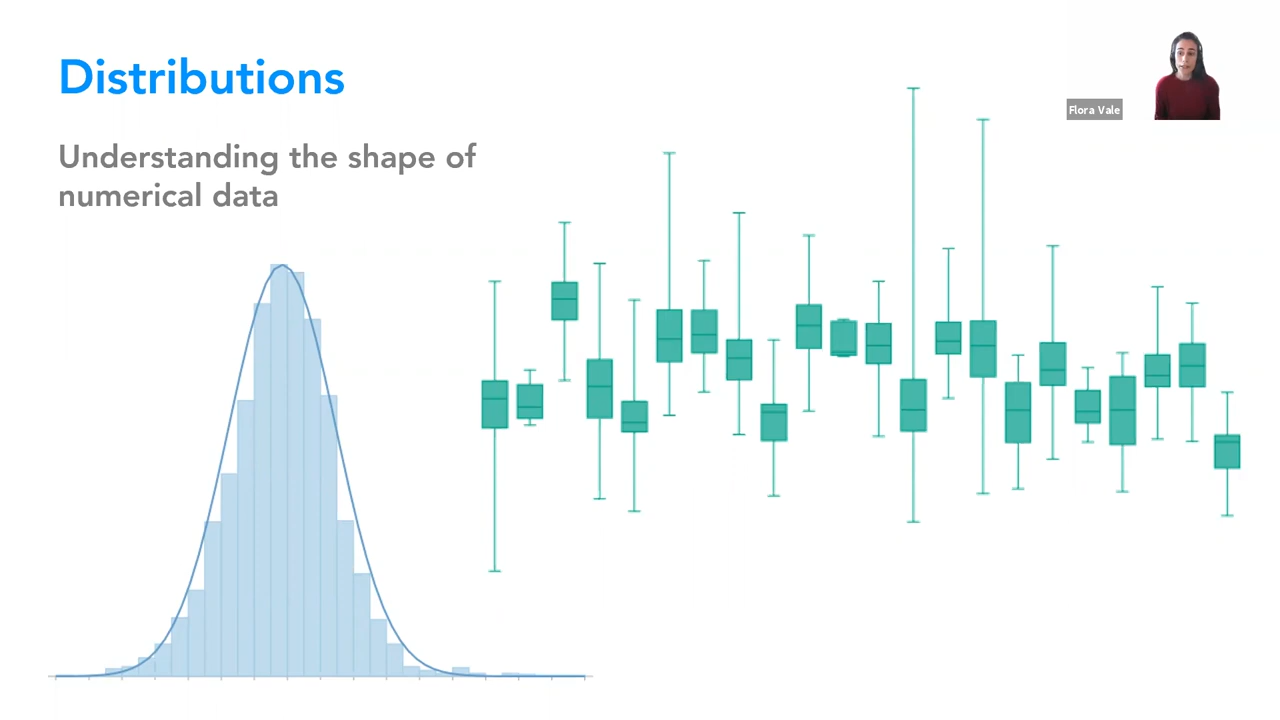 Distributions
Understanding the shape of
numerical data
Flora Vale